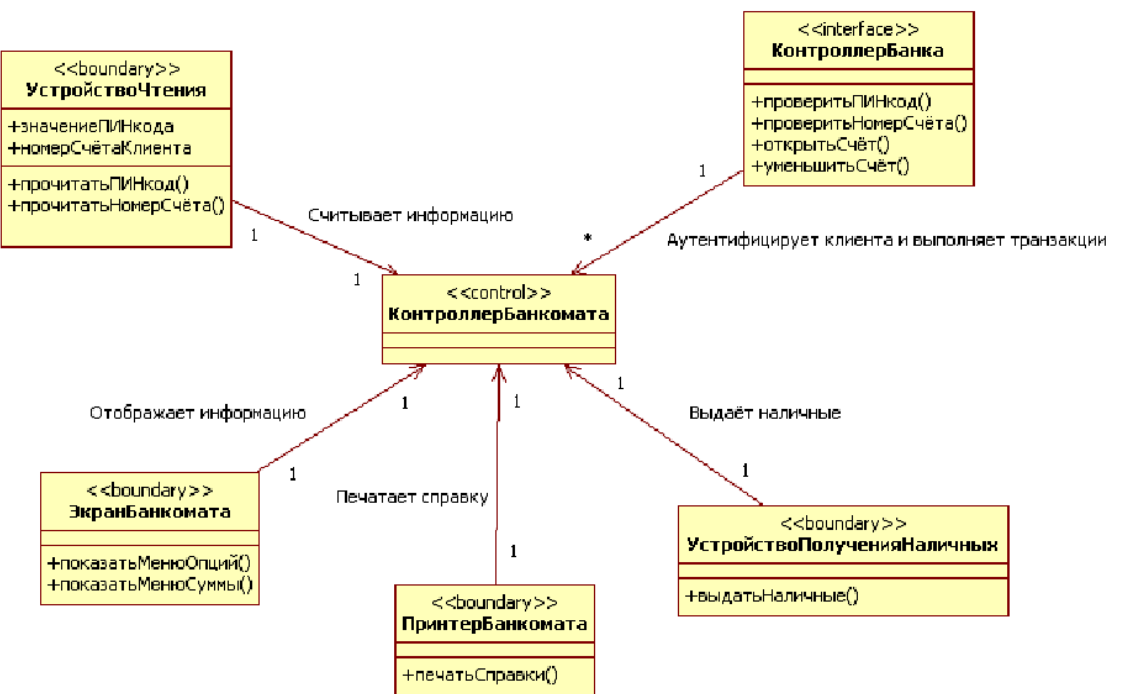 <<interface>>
КонтроллерБанка
+проверитьПИНкод()
+проверитьНомерСчёта()
+открытьСчёт()
+уменьшитьСчёт()
<<boundary>>
УстройствоЧтения
+значениеПИНкода
+номерСчётаКлиента
+прочитатьПИНкод()
+прочитатьНомерСчёта()
1
Считывает информацию
1
1
*
Аутентифицирует клиента и выполняет транзакции
<<control>>
КонтроллерБанкомата
Отображает информацию
1
1
Печатает справку
1
1
Выдаёт наличные
1
1
<<boundary>>
ЭкранБанкомата
+показатьМенюОпций()
+показатьМенюСуммы()
<<boundary>>
ПринтерБанкомата
+печатьСправки()
<<boundary>>
УстройствоПолученияНаличных
+выдатьНаличные()